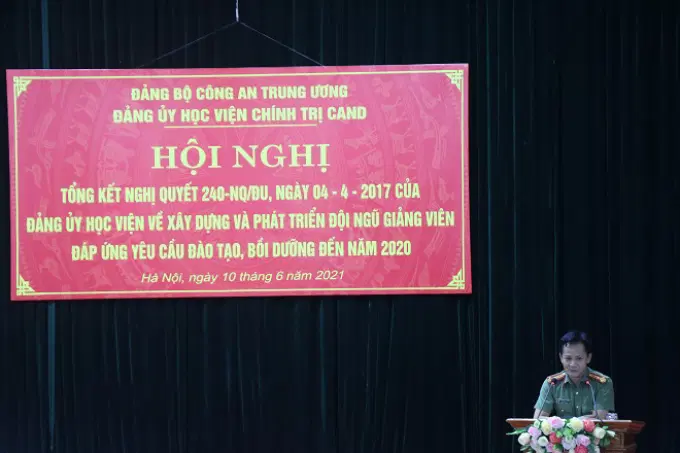 ĐẢNG BỘ CÔNG AN TRUNG ƯƠNG
ĐẢNG ỦY HỌC VIỆN CHÍNH TRỊ CAND
HỘI NGHỊ
TỔNG KẾT NGHỊ QUYẾT 240-NQ/ĐU, NGÀY 04 - 4 - 2017 CỦA
ĐẢNG ỦY HỌC VIỆN VỀ XÂY DỰNG VÀ PHÁT TRIỂN ĐỘI NGŨ GIẢNG VIÊN
ĐÁP ỨNG YÊU CẦU ĐÀO TẠO, BỒI DƯỠNG ĐẾN NĂM 2020
Hà Nội, ngày 10 tháng 6 năm 2021